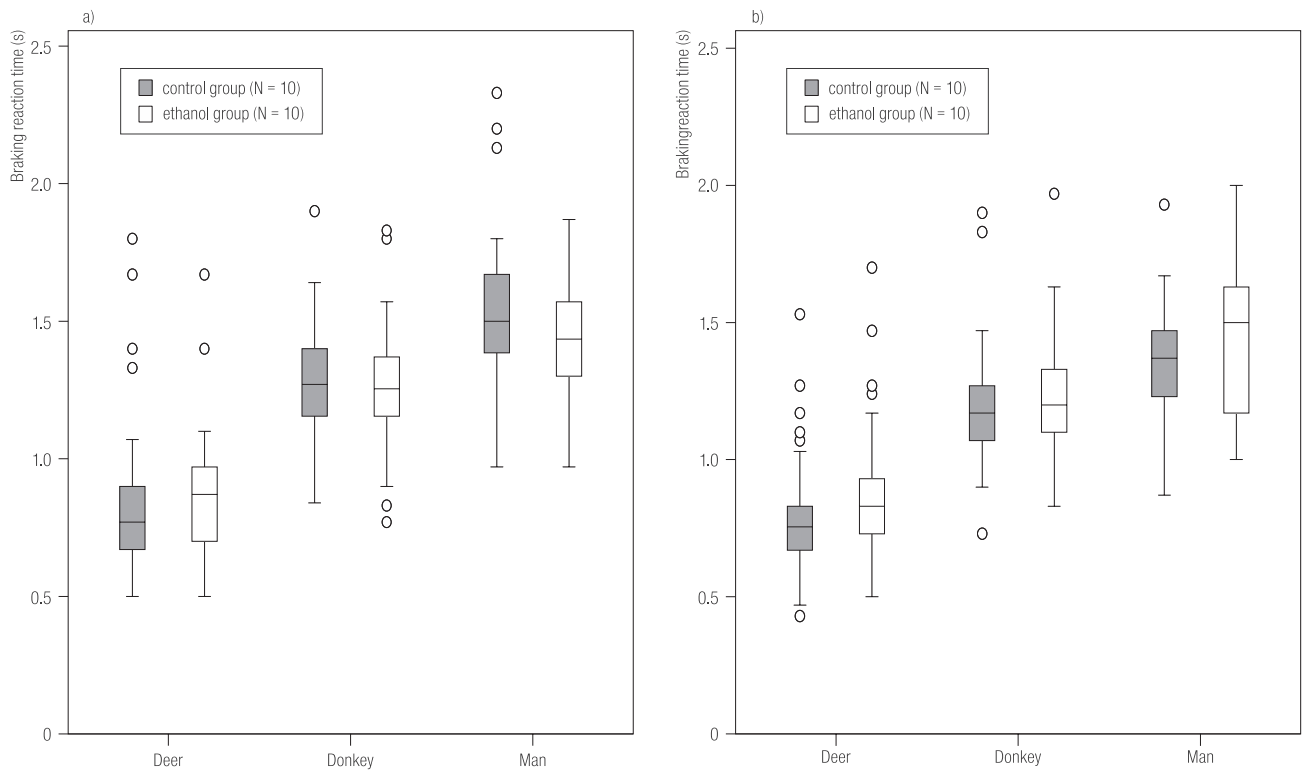 a)
Braking reaction time (s)
2.5
2.0
1.5
1.0
0.5
0
control group (N = 10)
ethanol group (N = 10)
Deer
Donkey
Man
b)
Brakingreaction time (s)
2.5
2.0
1.5
1.0
0.5
0
control group (N = 10)
ethanol group (N = 10)
Deer
Donkey
Man